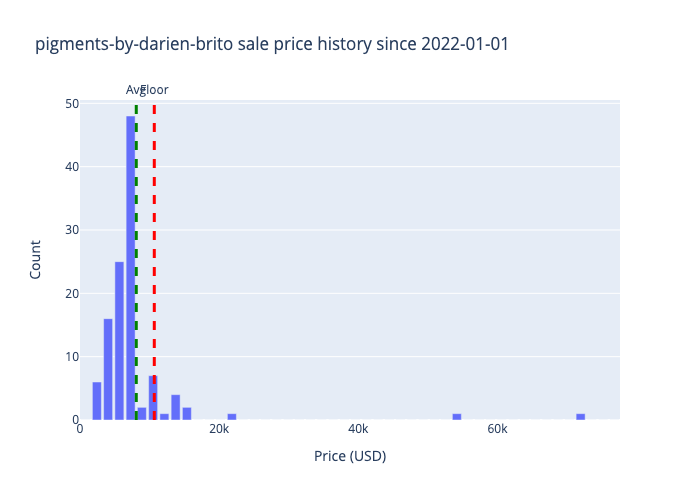 pigments-by-darien-brito sale price history since 2022-01-01
Avg Floor
50
40
30
20
10
0
Count
0 20k 40k 60k
Price (USD)